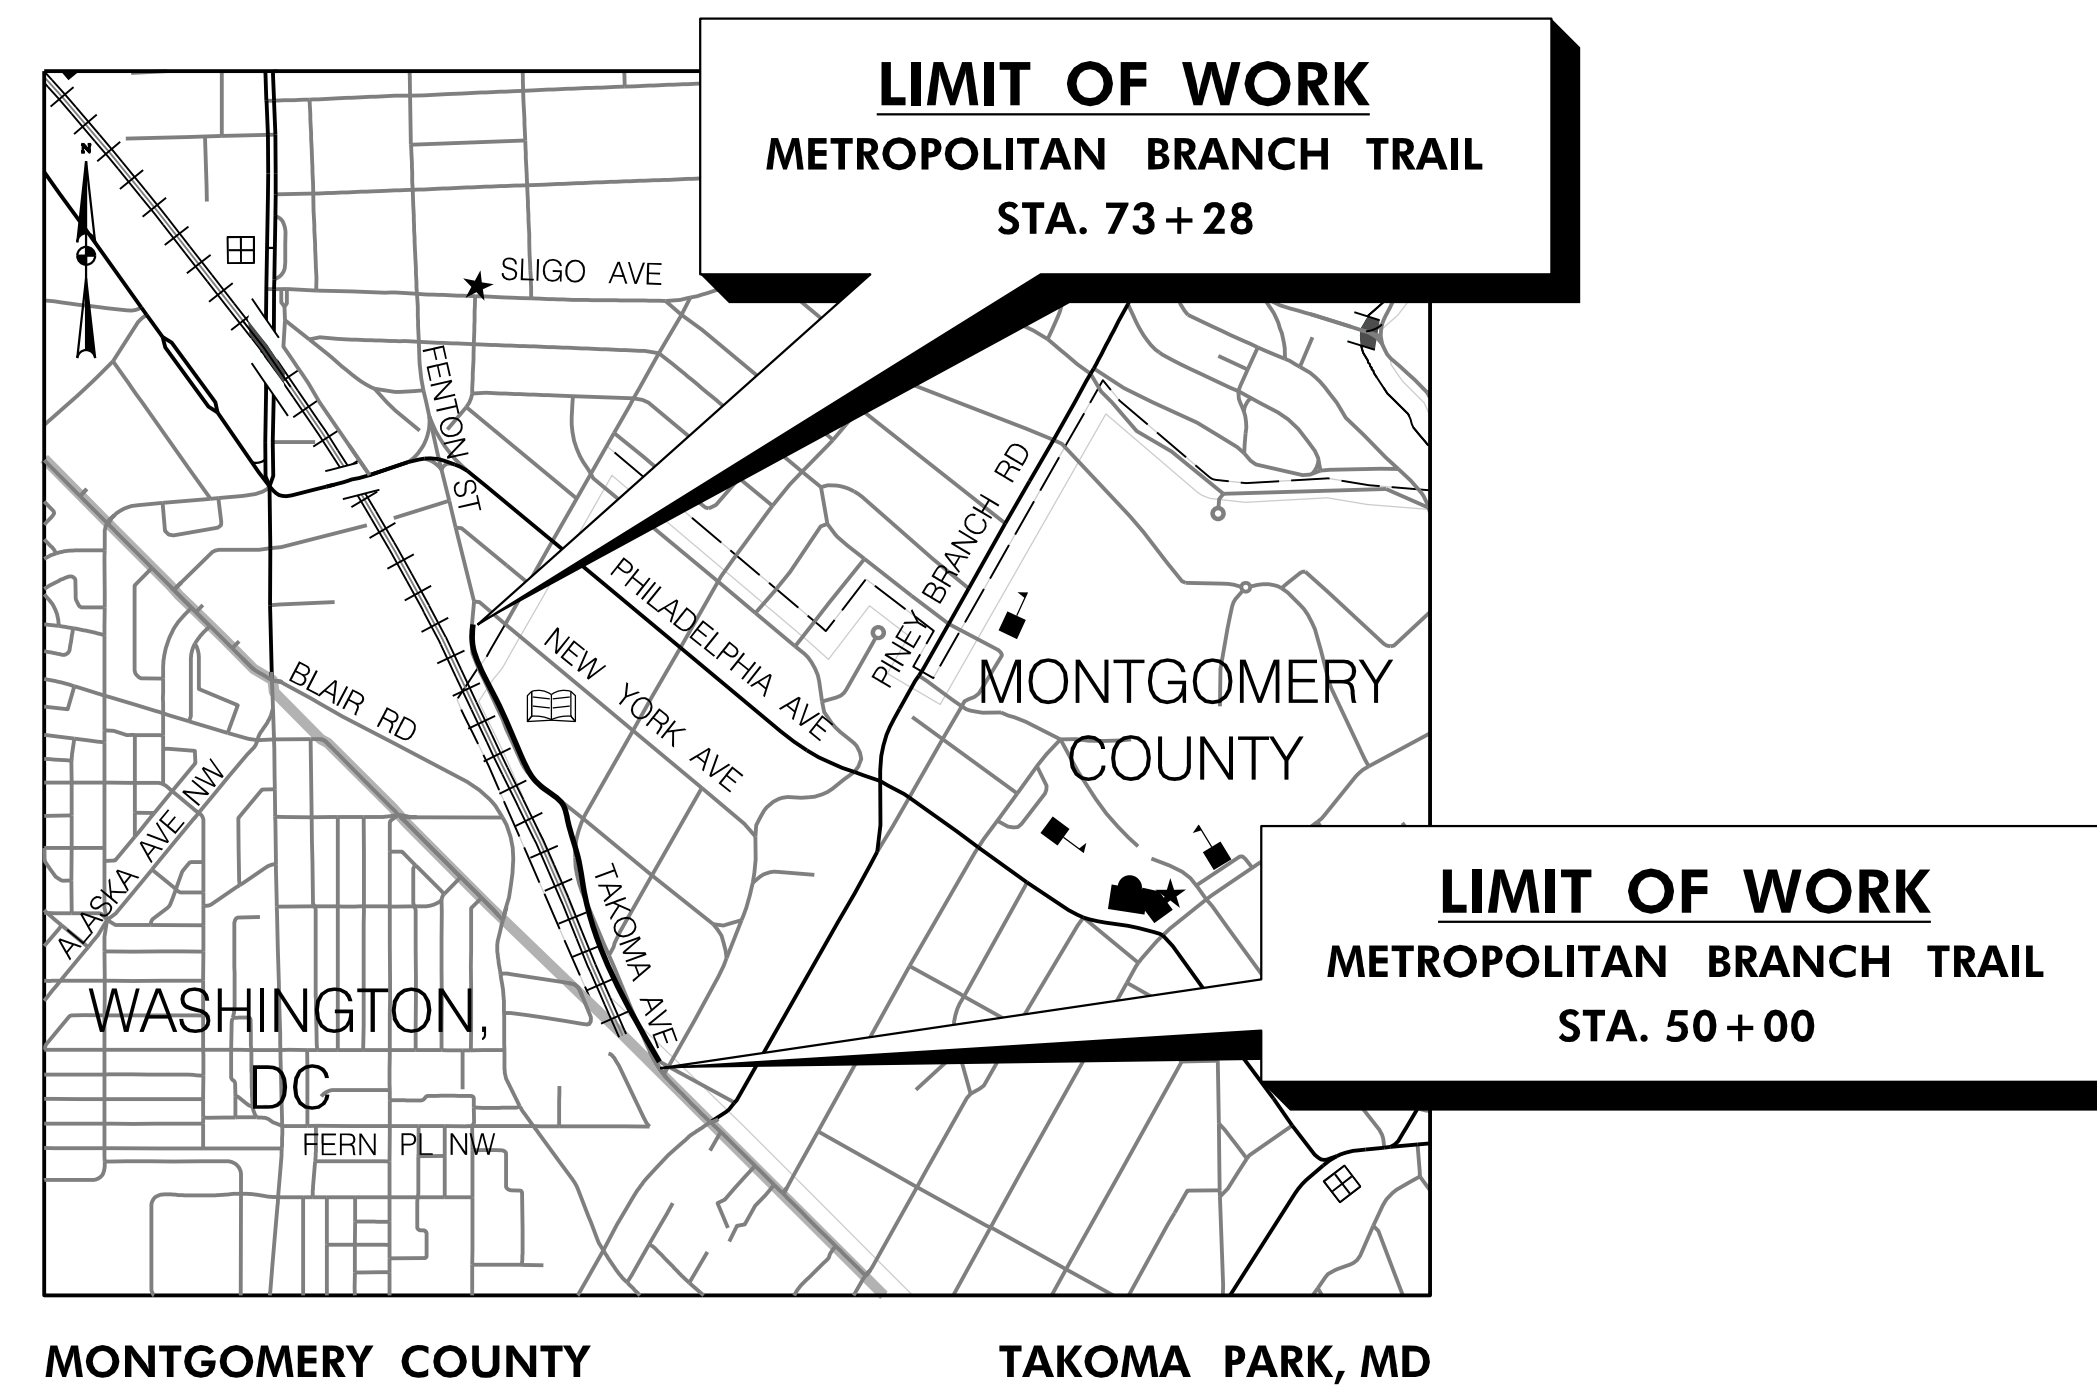 LIMIT OF WORK
METROPOLITAN BRANCH TRAIL
STA. 73+28
N
SLIGO AVE
FENTON ST
PHILADELPHIA AVE
PINEY BRANCH RD
NEW YORK AVE
MONTGOMERY
COUNTY
BLAIR RD
ALASKA AVE NW
TAKOMA AVE
LIMIT OF WORK
METROPOLITAN BRANCH TRAIL
STA. 50+00
WASHINGTON,
DC
FERN PL NW
MONTGOMERY COUNTY
TAKOMA PARK, MD